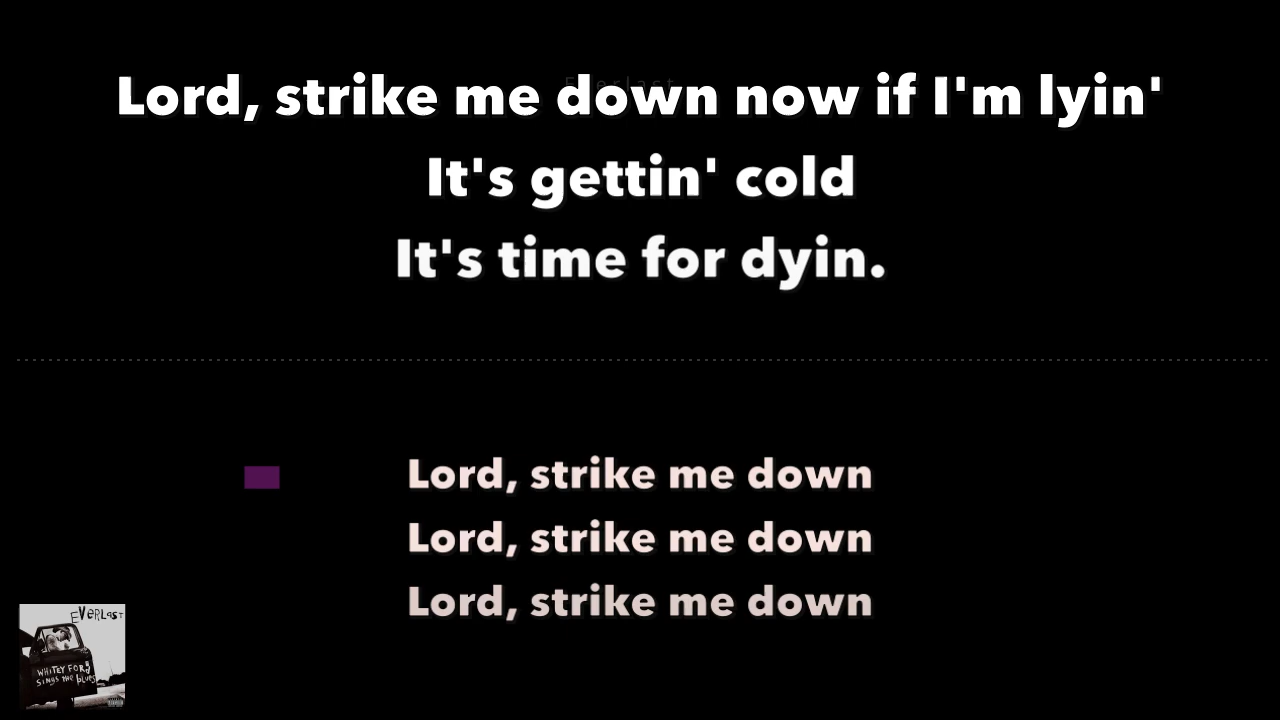 Everlast
Lord, strike me down now if I'm lyin'
It's gettin' cold
It's time for dyin.
Lord, strike me down
Lord, strike me down
Lord, strike me down
EVERLAST
WHITEY FORD
SINGS THE BLUES